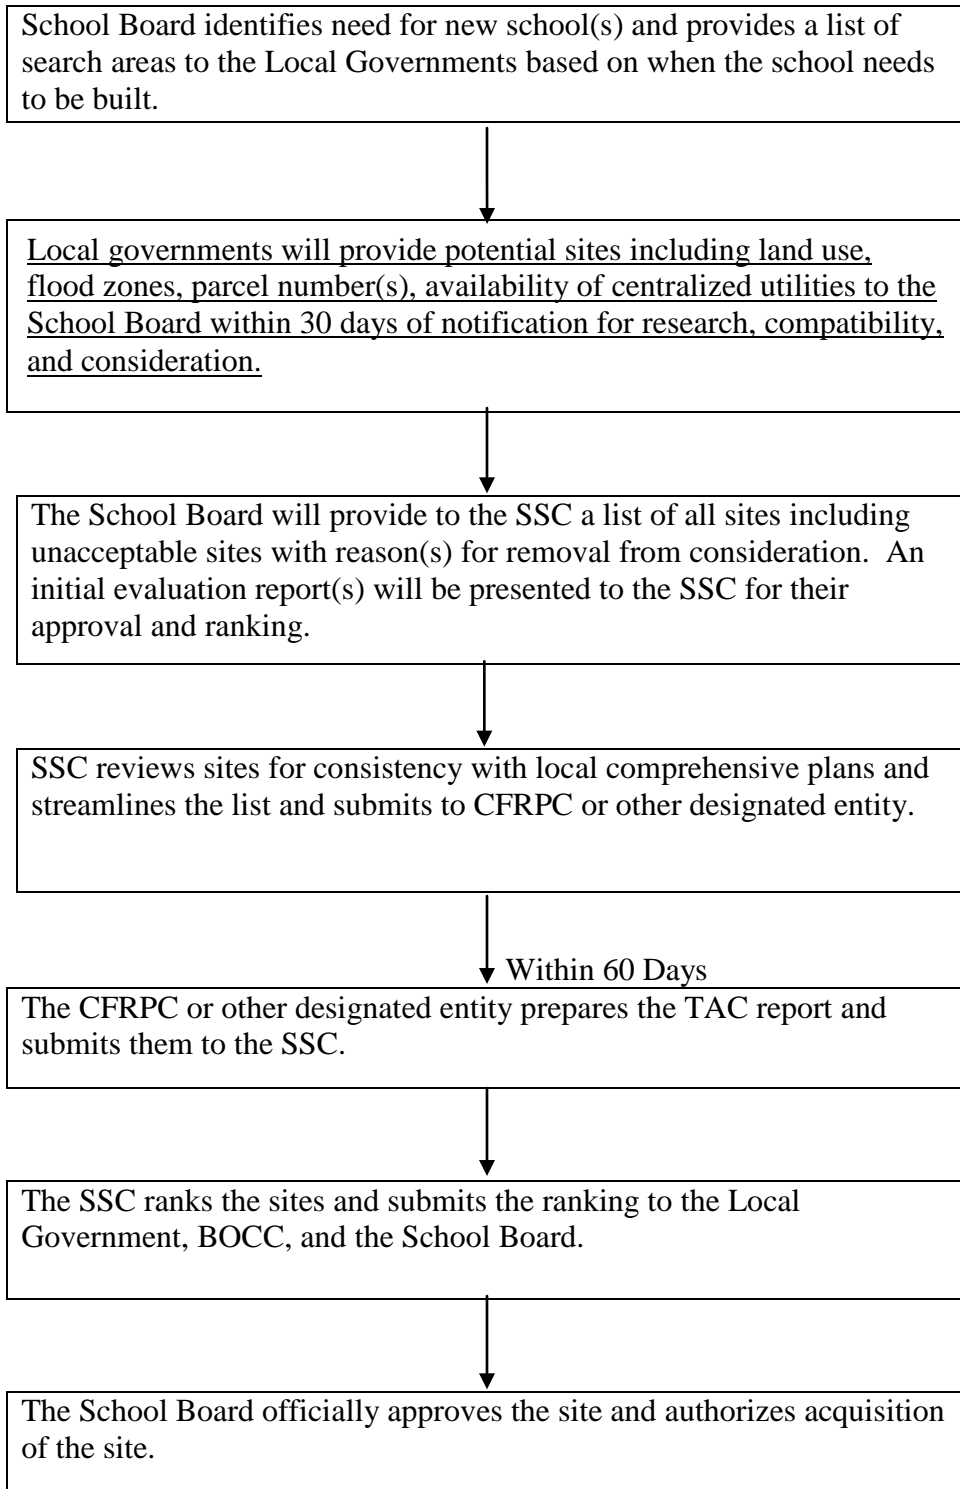 School Board identifies need for new school(s) and provides a list of
search areas to the Local Governments based on when the school needs
to be built.
Local governments will provide potential sites including land use,
flood zones, parcel number(s), availability of centralized utilities to the
School Board within 30 days of notification for research, compatibility,
and consideration.
The School Board will provide to the SSC a list of all sites including
unacceptable sites with reason(s) for removal from consideration.  An
initial evaluation report(s) will be presented to the SSC for their
approval and ranking.
SSC reviews sites for consistency with local comprehensive plans and
streamlines the list and submits to CFRPC or other designated entity.
Within 60 Days
The CFRPC or other designated entity prepares the TAC report and
submits them to the SSC.
The SSC ranks the sites and submits the ranking to the Local
Government, BOCC, and the School Board.
The School Board officially approves the site and authorizes acquisition
of the site.